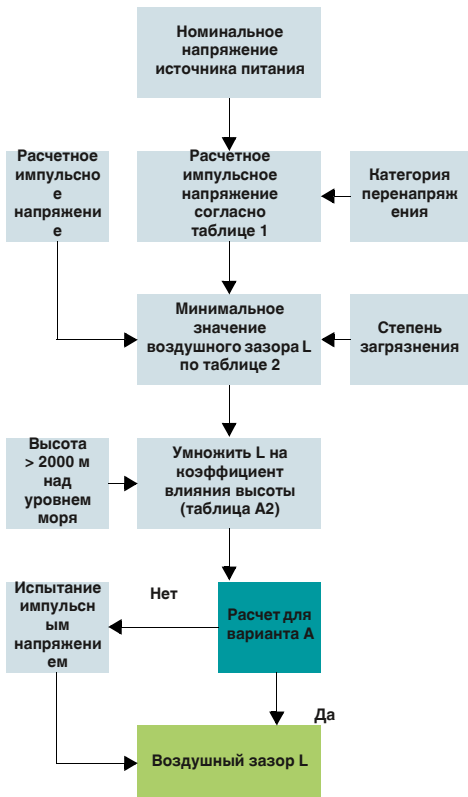 Номинальное
напряжение
источника питания
Расчетное
импульсно
е
напряжени
е
Расчетное
импульсное
напряжение
согласно
таблице 1
Категория
перенапряж
ения
Минимальное
значение
воздушного зазора L
по таблице 2
Степень
загрязнения
Высота
> 2000 м
над
уровнем
моря
Умножить L на
коэффициент
влияния высоты
(таблица А2)
Испытание
импульсн
ым
напряжени
ем
Нет
Расчет для
варианта А
Да
Воздушный зазор L